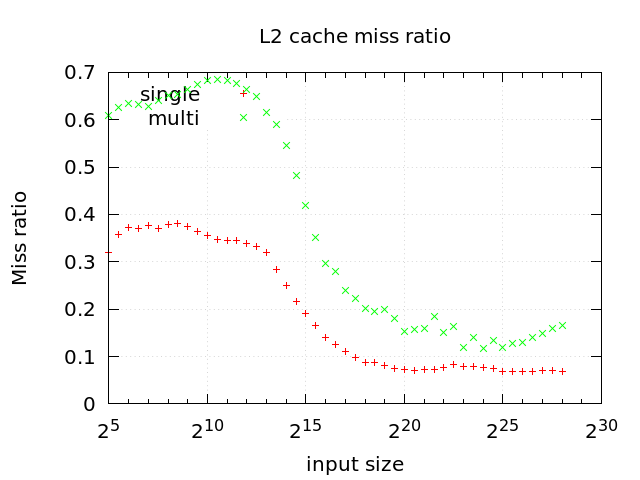 L2 cache miss ratio
0.7
single
multi
0.6
0.5
0.4
0.3
0.2
0.1
0
Miss ratio
2^5 2^10 2^15 2^20 2^25 2^30
input size